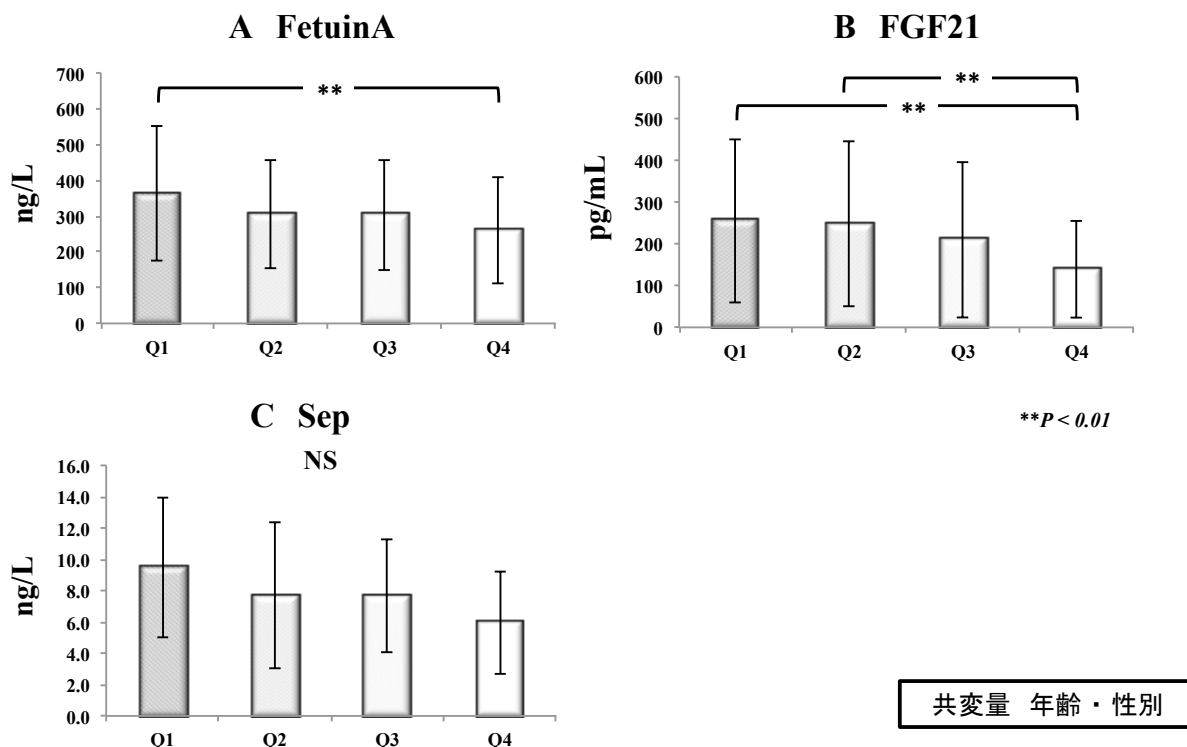 A FetuinA
ng/L
700
600
500
400
300
200
100
0
**
Q1 Q2 Q3 Q4
B FGF21
pg/mL
600
500
400
300
200
100
0
**
**
Q1 Q2 Q3 Q4
**P < 0.01
C Sep
NS
ng/L
16.0
14.0
12.0
10.0
8.0
6.0
4.0
2.0
0.0
Q1 Q2 Q3 Q4
共変量 年齢・性別